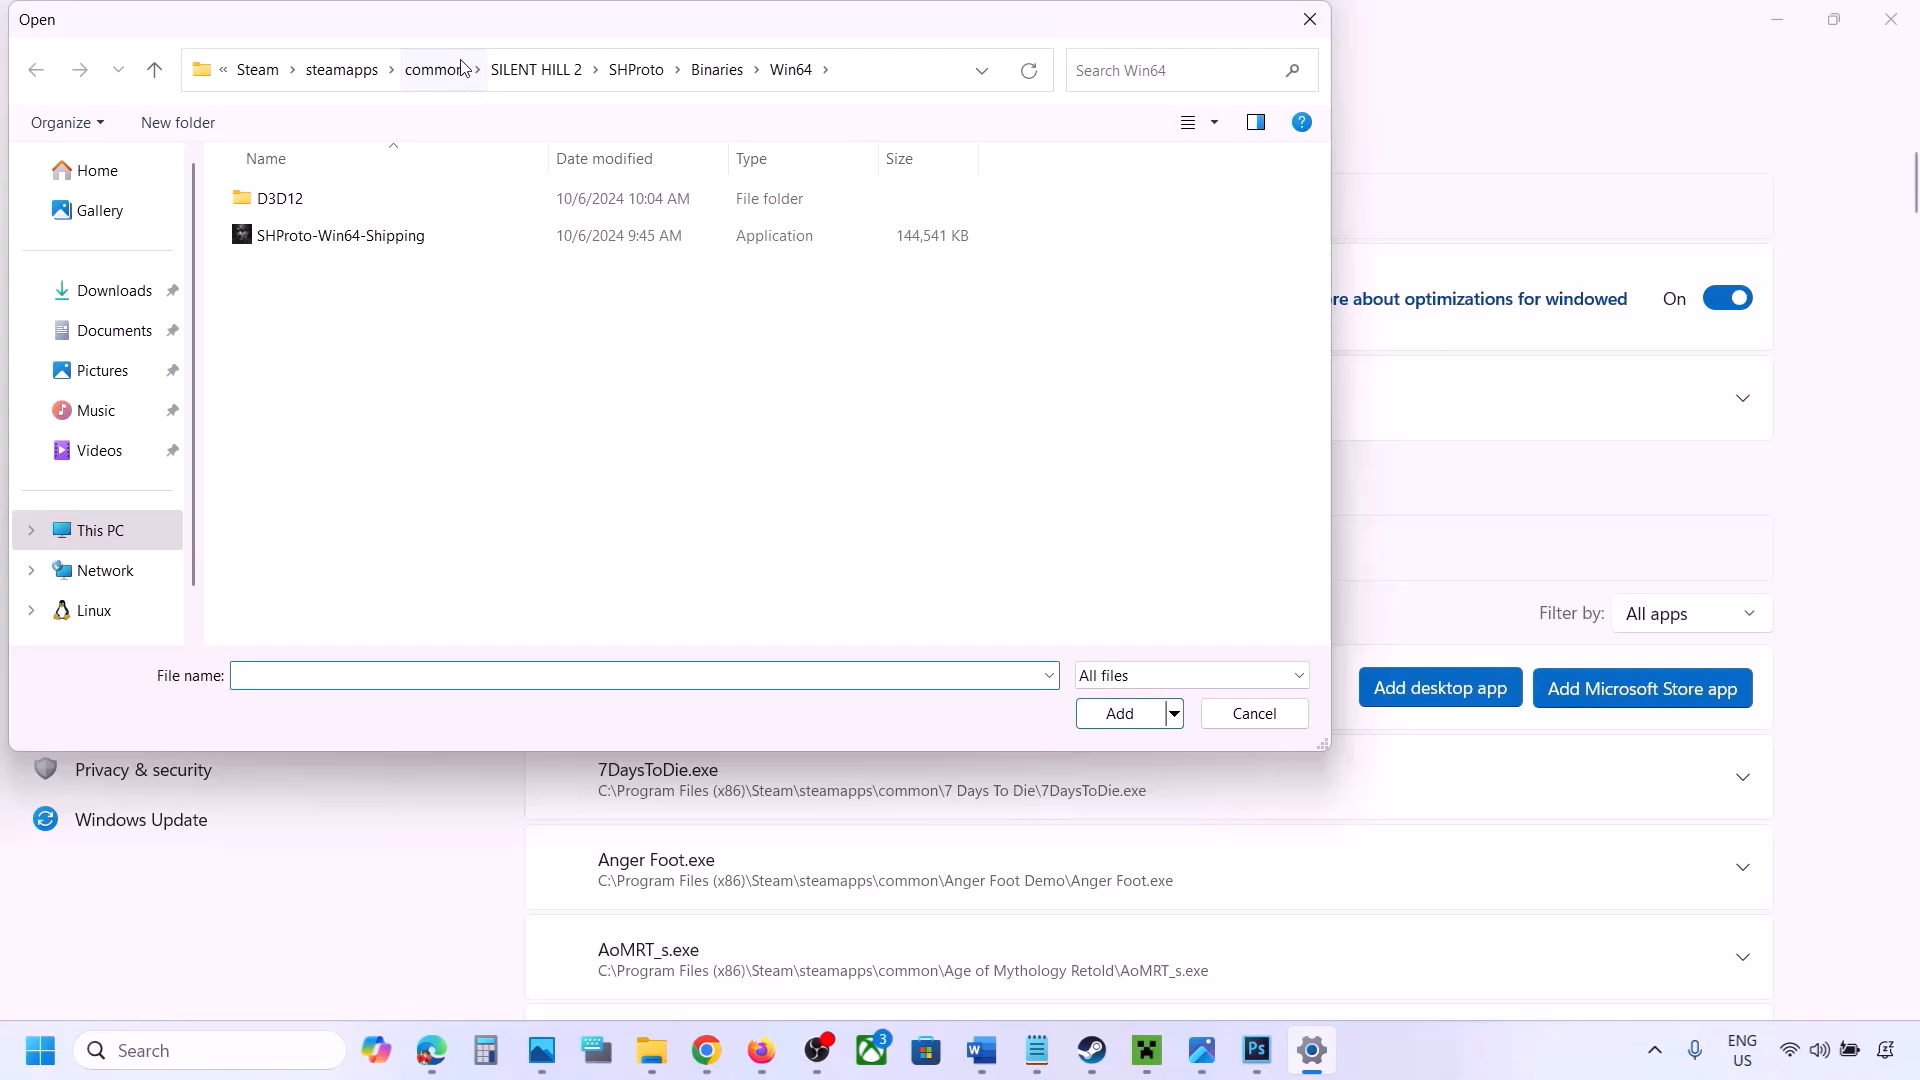 Open
« Steam > steamapps > common > SILENT HILL 2 > SHProto > Binaries > Win64 >
Search Win64
Organize
New folder
Home
Gallery
Downloads
Documents
Pictures
Music
Videos
This PC
Network
Linux
Name
Date modified
Type
Size
D3D12
10/6/2024 10:04 AM
File folder
SHProto-Win64-Shipping
10/6/2024 9:45 AM
Application
144,541 KB
File name:
All files
Add
Cancel
re about optimizations for windowed
On
Filter by:
All apps
Add desktop app
Add Microsoft Store app
Privacy & security
Windows Update
7DaysToDie.exe
C:\Program Files (x86)\Steam\steamapps\common\7 Days To Die\7DaysToDie.exe
Anger Foot.exe
C:\Program Files (x86)\Steam\steamapps\common\Anger Foot Demo\Anger Foot.exe
AoMRT_s.exe
C:\Program Files (x86)\Steam\steamapps\common\Age of Mythology Retold\AoMRT_s.exe
Search
3
Ps
ENG
US